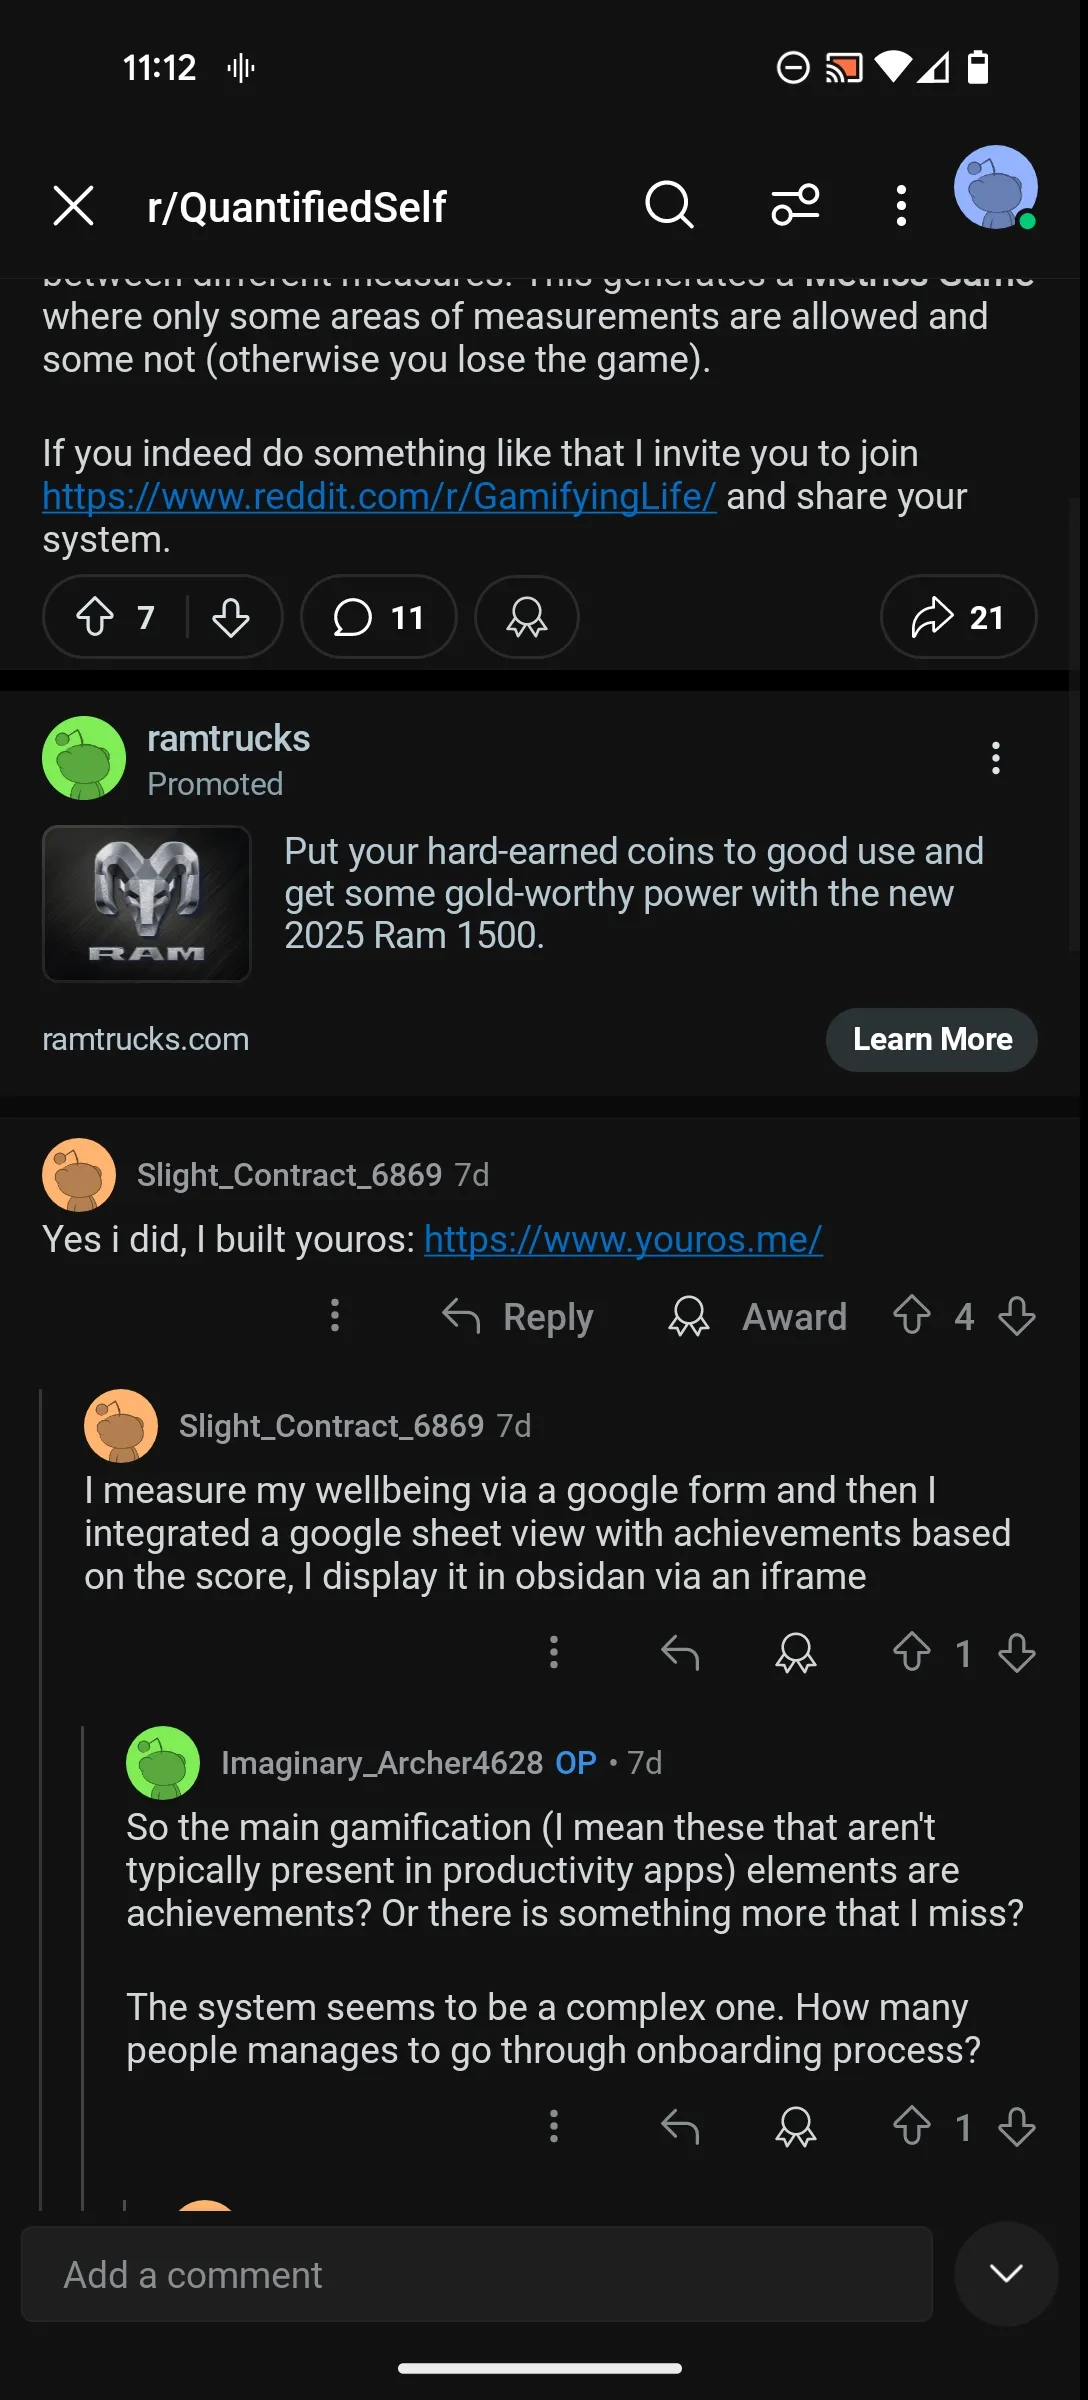 11:12
r/QuantifiedSelf
between different measures. This generates a Metrics Game
where only some areas of measurements are allowed and
some not (otherwise you lose the game).
If you indeed do something like that I invite you to join
https://www.reddit.com/r/GamifyingLife/ and share your
system.
7
11
21
ramtrucks
Promoted
RAM
Put your hard-earned coins to good use and
get some gold-worthy power with the new
2025 Ram 1500.
ramtrucks.com
Learn More
Slight_Contract_6869 7d
Yes i did, I built youros: https://www.youros.me/
Reply Award 4
Slight_Contract_6869 7d
I measure my wellbeing via a google form and then I
integrated a google sheet view with achievements based
on the score, I display it in obsidan via an iframe
1
Imaginary_Archer4628 OP • 7d
So the main gamification (I mean these that aren't
typically present in productivity apps) elements are
achievements? Or there is something more that I miss?
The system seems to be a complex one. How many
people manages to go through onboarding process?
1
Add a comment